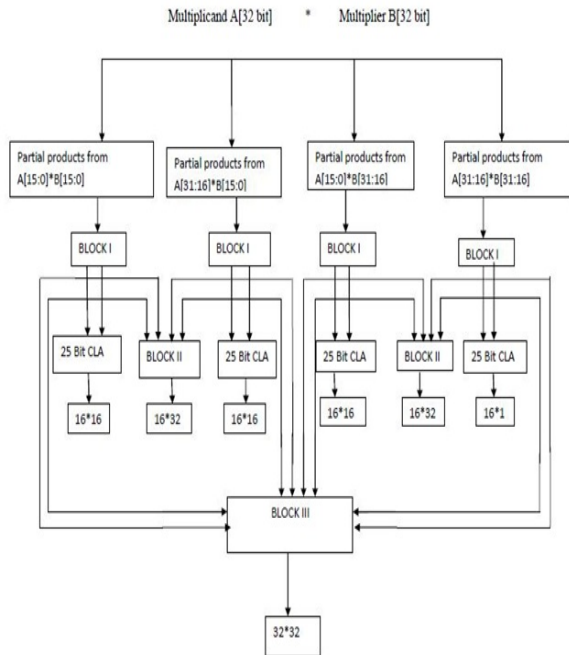 Multiplicand A[32 bit] * Multiplier B[32 bit]
Partial products from
A[15:0]*B[15:0]
Partial products from
A[31:16]*B[15:0]
Partial products from
A[15:0]*B[31:16]
Partial products from
A[31:16]*B[31:16]
BLOCK I
BLOCK I
BLOCK I
BLOCK I
25 Bit CLA
BLOCK II
25 Bit CLA
25 Bit CLA
BLOCK II
25 Bit CLA
16*16
16*32
16*16
16*16
16*32
16*1
BLOCK III
32*32